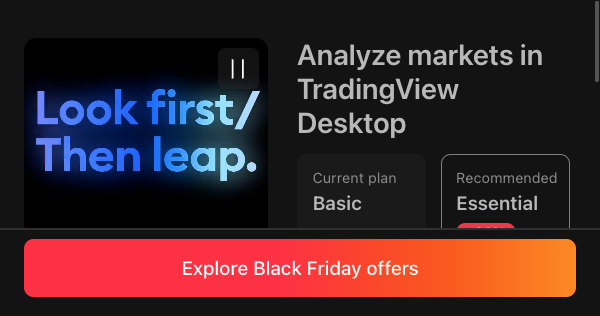 Look first/
Then leap.
Analyze markets in
TradingView
Desktop
Current plan
Basic
Recommended
Essential
Explore Black Friday offers